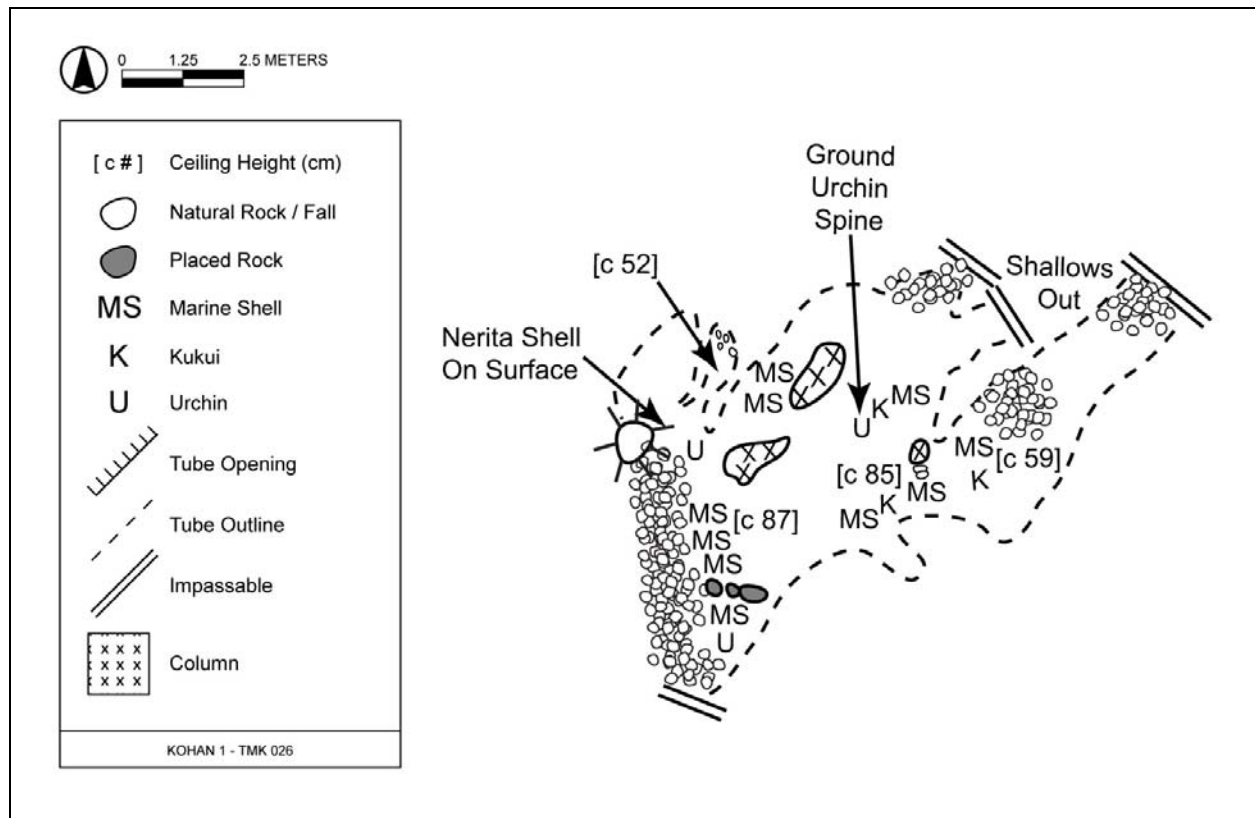 0 1.25 2.5 METERS
[ c # ] Ceiling Height (cm)
Natural Rock / Fall
Placed Rock
MS Marine Shell
K Kukui
U Urchin
Tube Opening
Tube Outline
Impassable
x x x x
x x x x
x x x x
Column
KOHAN 1 - TMK 026
Ground
Urchin
Spine
[c 52]
Shallows
Out
Nerita Shell
On Surface
MS
MS
MS
K
U
U
MS
[c 59]
K
[c 85]
MS
K
MS
MS
[c 87]
MS
MS
MS
U